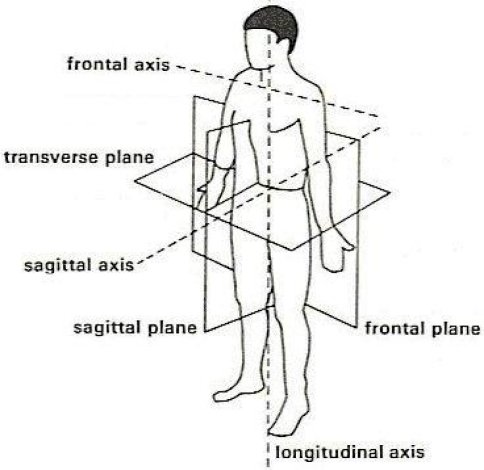 frontal axis
transverse plane
sagittal axis
sagittal plane
frontal plane
longitudinal axis